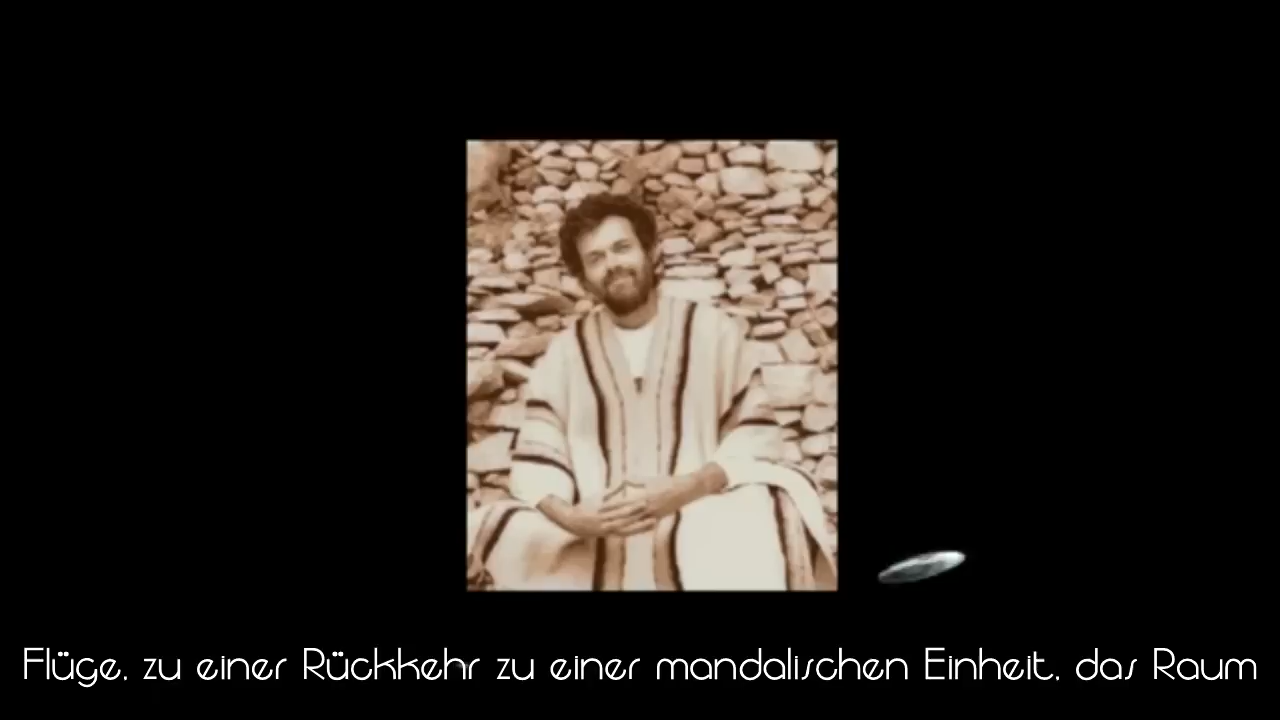 Flüge, zu einer Rückkehr zu einer mandalischen Einheit, das Raum